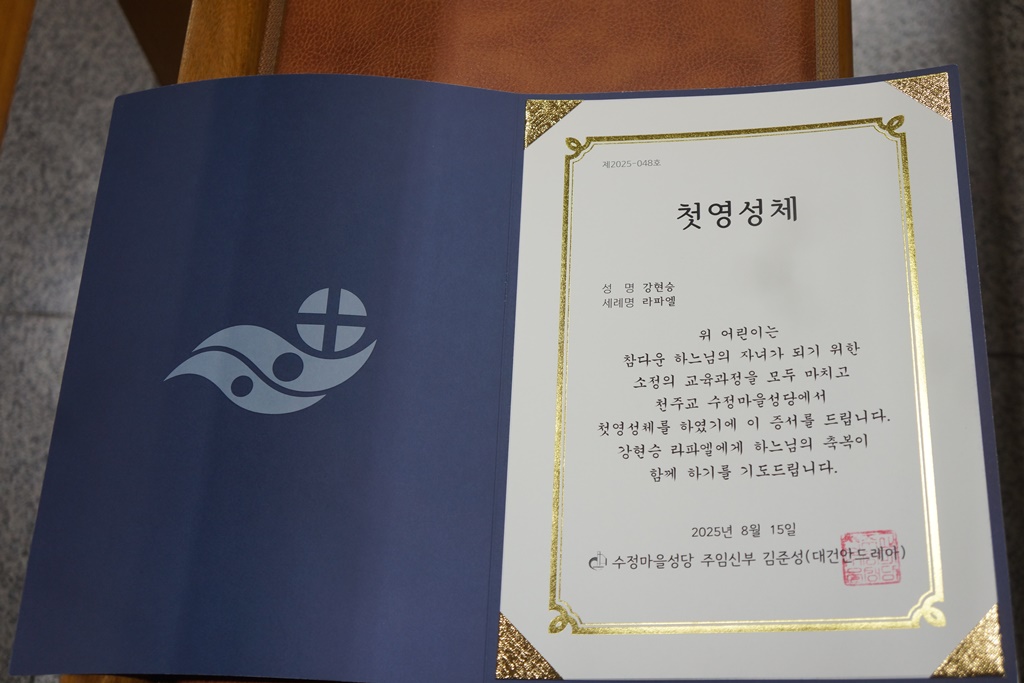 제2025-048호
첫영성체
성 명 강현승
세례명 라파엘
위 어린이는
참다운 하느님의 자녀가 되기 위한
소정의 교육과정을 모두 마치고
천주교 수정마을성당에서
첫영성체를 하였기에 이 증서를 드립니다.
강현승 라파엘에게 하느님의 축복이
함께 하기를 기도드립니다.
2025년 8월 15일
수정마을성당 주임신부 김준성(대건안드레아)